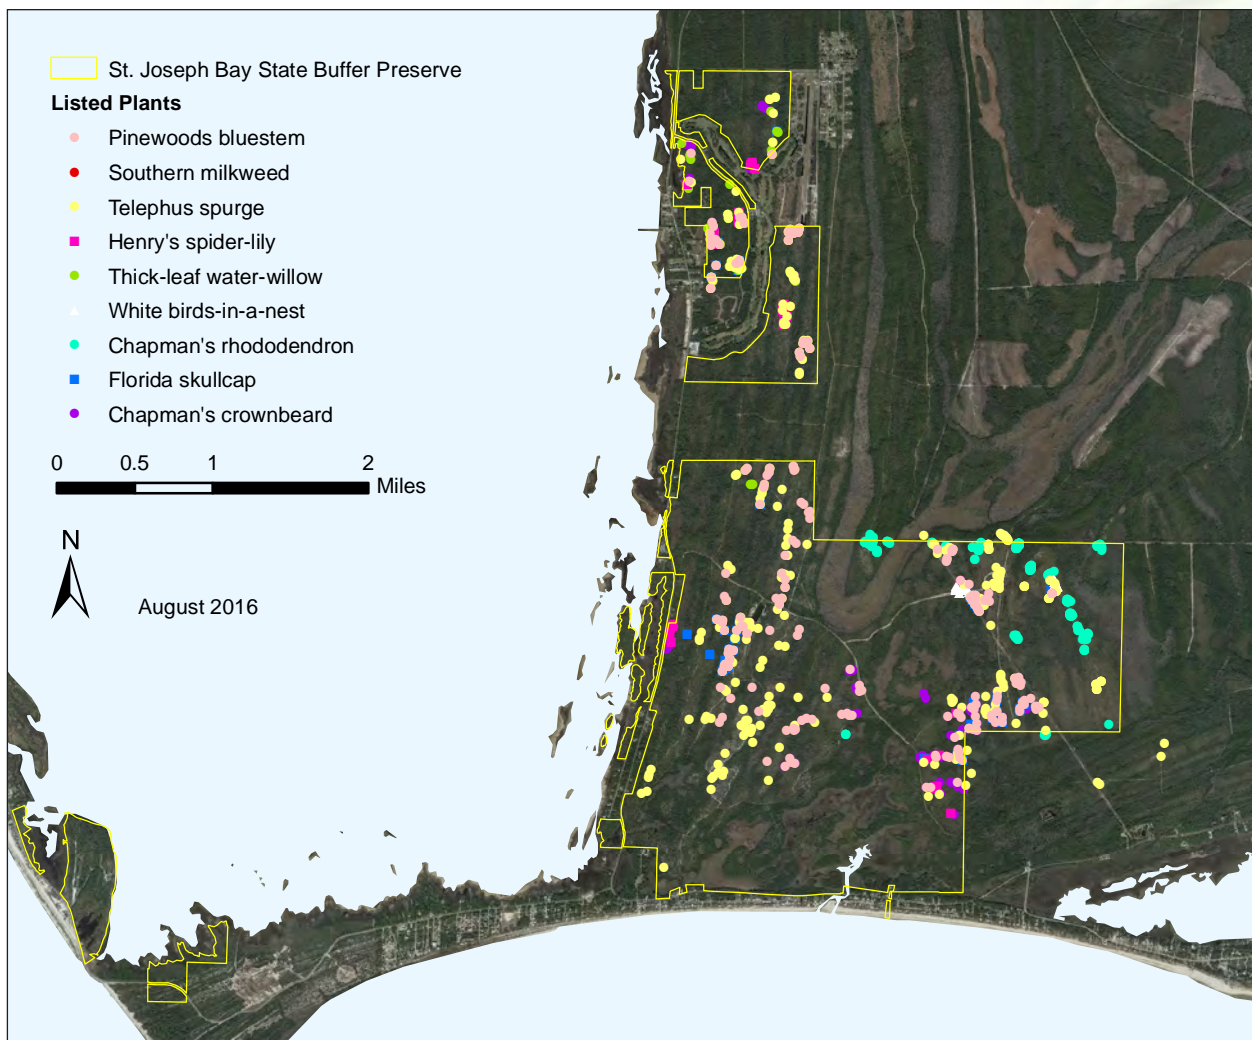 St. Joseph Bay State Buffer Preserve
Listed Plants
Pinewoods bluestem
Southern milkweed
Telephus spurge
Henry's spider-lily
Thick-leaf water-willow
White birds-in-a-nest
Chapman's rhododendron
Florida skullcap
Chapman's crownbeard
0 0.5 1 2
Miles
N
August 2016